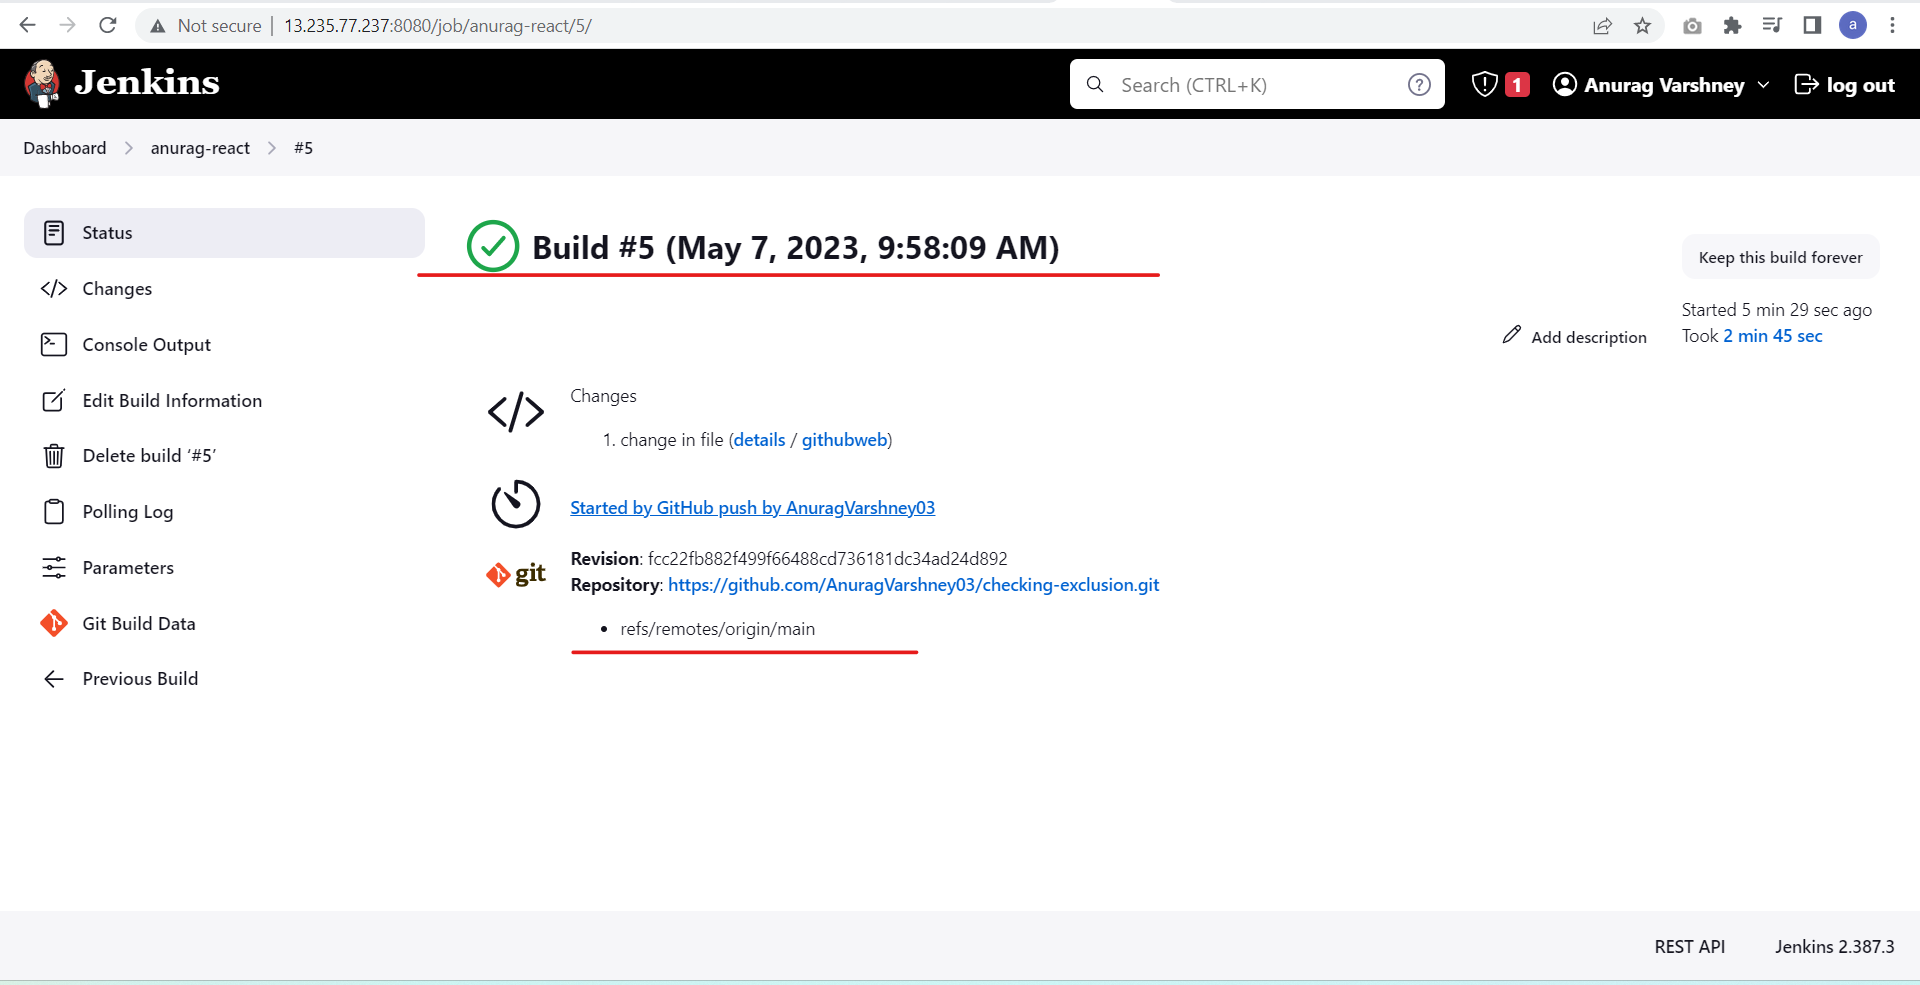 Not secure | 13.235.77.237:8080/job/anurag-react/5/
a
Jenkins
Search (CTRL+K)
1
Anurag Varshney
log out
Dashboard > anurag-react > #5
Status
Changes
Console Output
Edit Build Information
Delete build ‘#5’
Polling Log
Parameters
Git Build Data
Previous Build
Build #5 (May 7, 2023, 9:58:09 AM)
Keep this build forever
Started 5 min 29 sec ago
Took 2 min 45 sec
Add description
Changes
1. change in file (details / githubweb)
Started by GitHub push by AnuragVarshney03
git
Revision: fcc22fb882f499f66488cd736181dc34ad24d892
Repository: https://github.com/AnuragVarshney03/checking-exclusion.git
• refs/remotes/origin/main
REST API
Jenkins 2.387.3